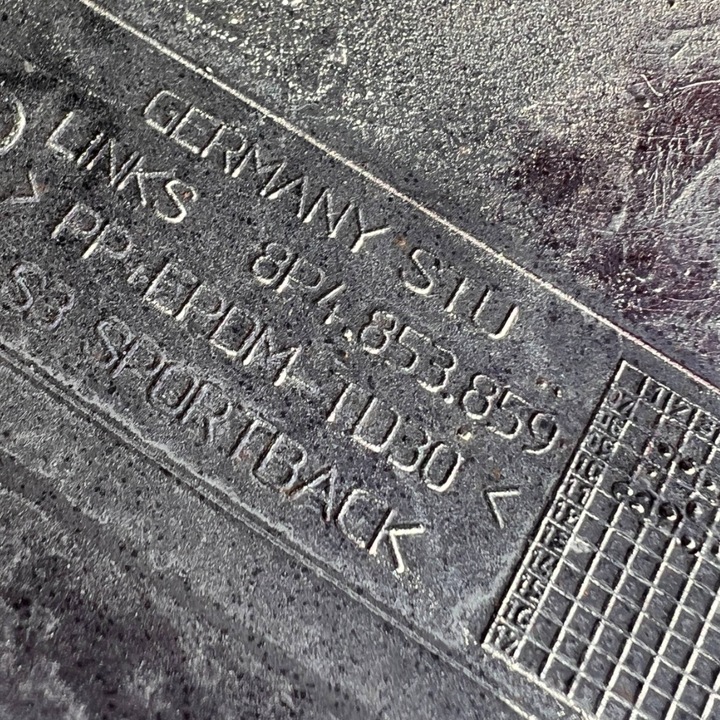 GERMANY STU
LINKS 8P4.853.859
> PP+EPDM-TD30 <
S3 SPORTBACK